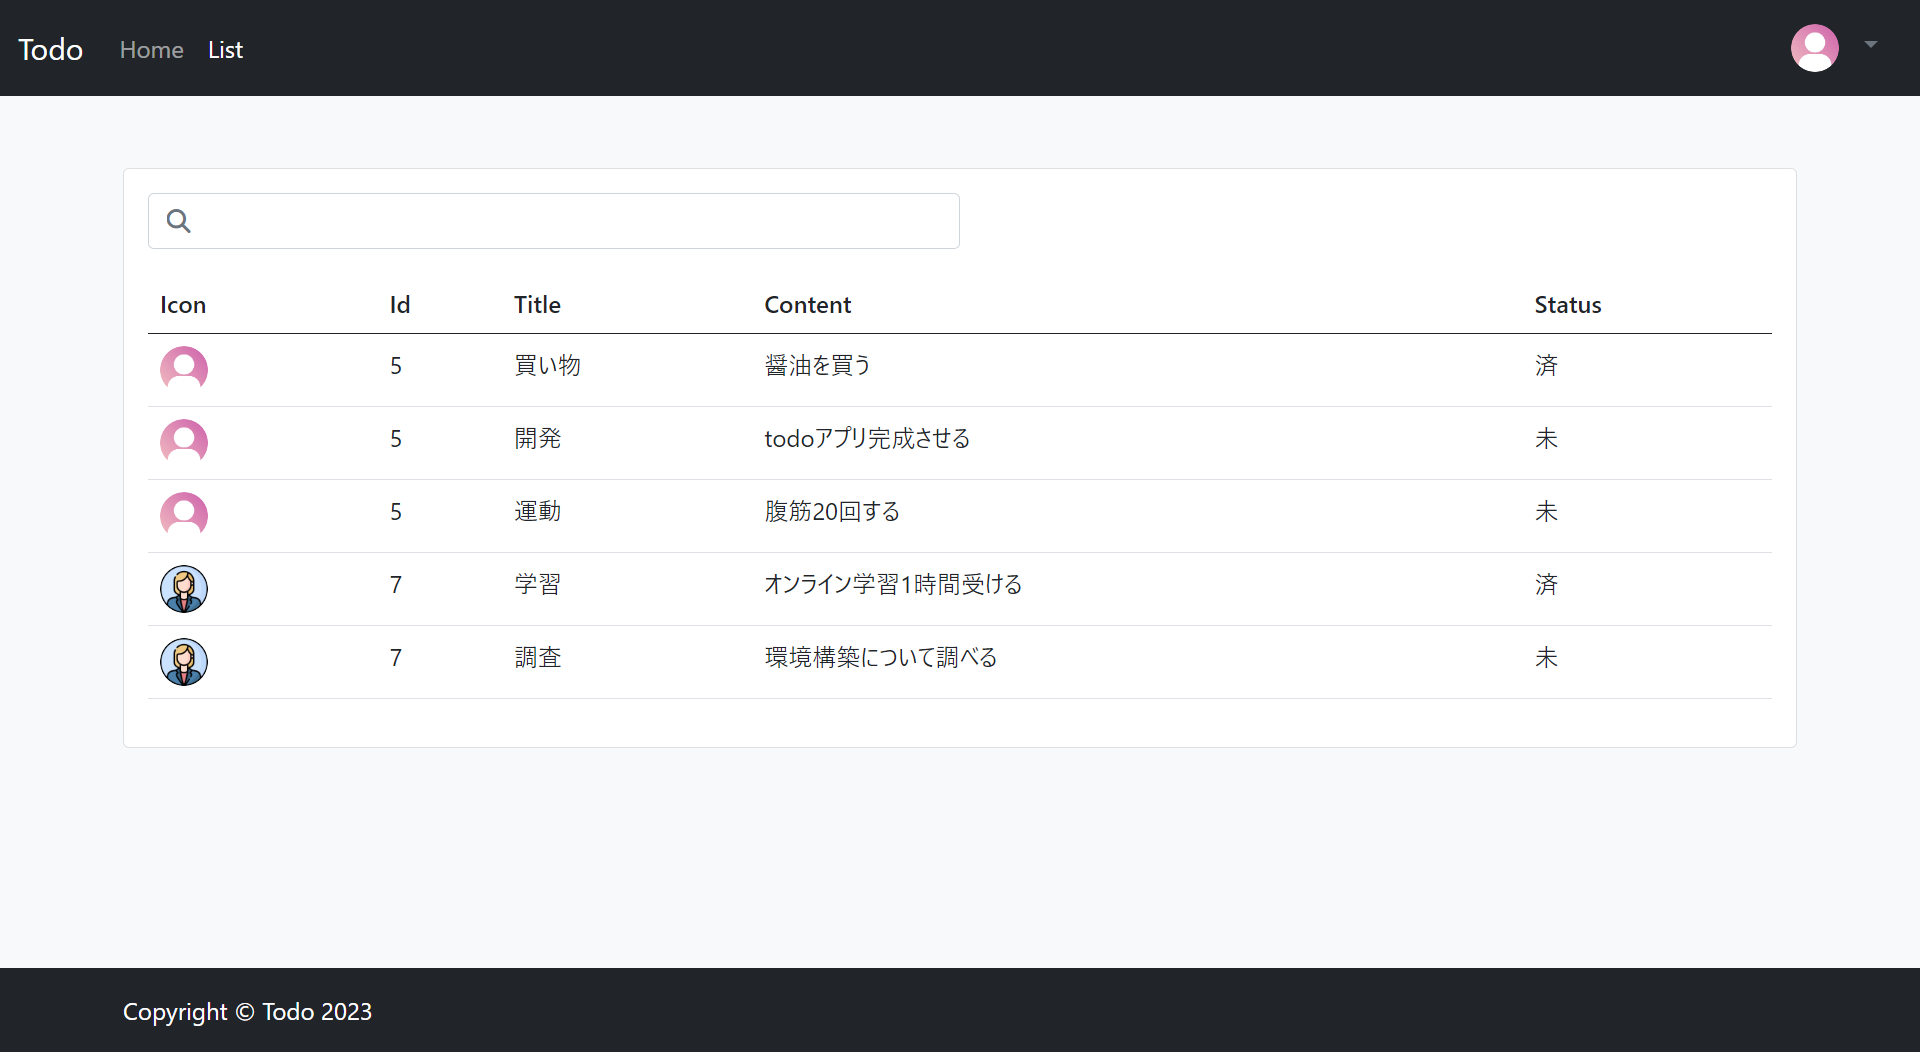 Todo Home List
Icon Id Title Content Status
5 買い物 醤油を買う 済
5 開発 todoアプリ完成させる 未
5 運動 腹筋20回する 未
7 学習 オンライン学習1時間受ける 済
7 調査 環境構築について調べる 未
Copyright © Todo 2023